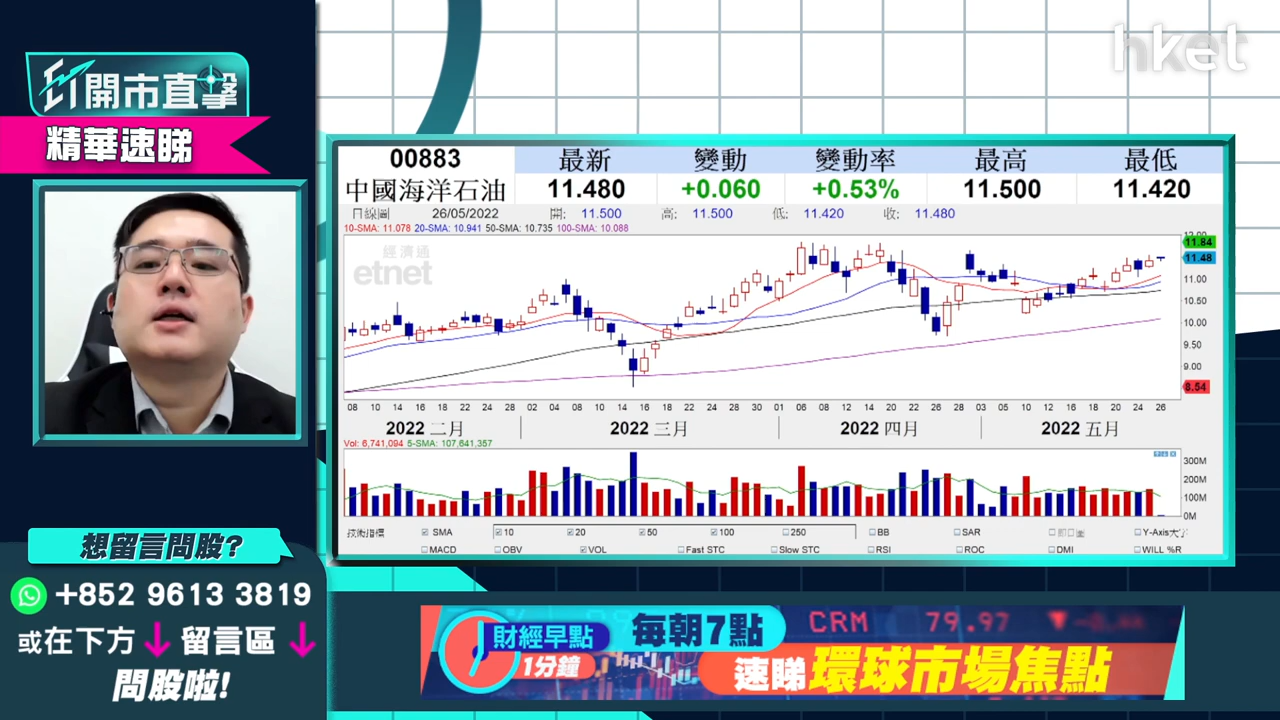 hket
ET開市直擊
精華速睇
00883
中國海洋石油
最新 變動 變動率 最高 最低
11.480 +0.060 +0.53% 11.500 11.420
日線圖 26/05/2022 開: 11.500 高: 11.500 低: 11.420 收: 11.480
10-SMA: 11.078 20-SMA: 10.941 50-SMA: 10.735 100-SMA: 10.088
經濟通
etnet
12.00
11.84
11.48
11.00
10.50
10.00
9.50
9.00
8.54
08 10 14 16 18 22 24 28 02 04 08 10 14 16 18 22 24 28 30 01 06 08 12 14 20 22 26 28 03 05 10 12 16 18 20 24 26
2022 二月 2022 三月 2022 四月 2022 五月
Vol: 6,741,094 5-SMA: 107,641,357
300M
200M
100M
0M
技術指標 SMA 10 20 50 100 250 BB SAR Y-Axis大
MACD OBV VOL Fast STC Slow STC RSI ROC DMI WILL %R
想留言問股?
+852 9613 3819
或在下方 留言區
問股啦!
財經早點
1分鐘
每朝7點
速睇環球市場焦點
CRM 79.97